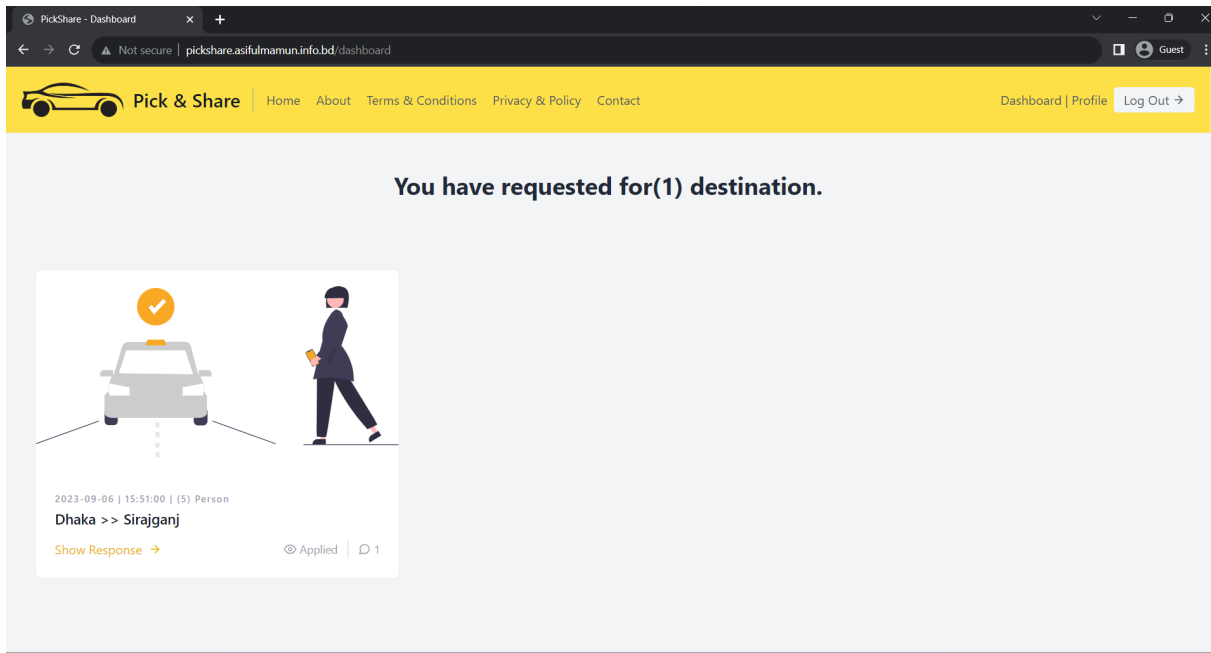 PickShare - Dashboard
Not secure | pickshare.asifulmamun.info.bd/dashboard
Guest
Pick & Share Home About Terms & Conditions Privacy & Policy Contact Dashboard | Profile Log Out →
You have requested for(1) destination.
2023-09-06 | 15:51:00 | (5) Person
Dhaka >> Sirajganj
Show Response → Applied 1